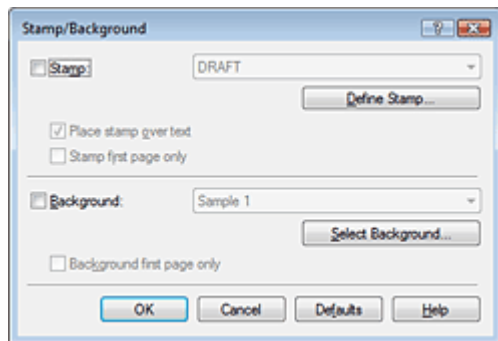 Stamp/Background
Stamp: DRAFT
Define Stamp...
Place stamp over text
Stamp first page only
Background: Sample 1
Select Background...
Background first page only
OK Cancel Defaults Help